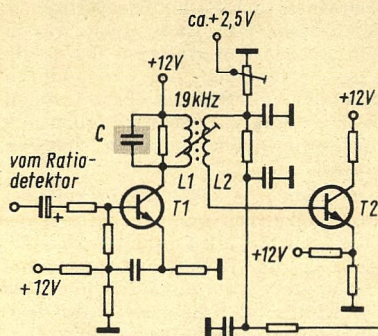 ca.+2,5V
+12V
19kHz
+12V
C
vom Ratio-
detektor
L1
L2
T1
T2
+
+12V
+12V